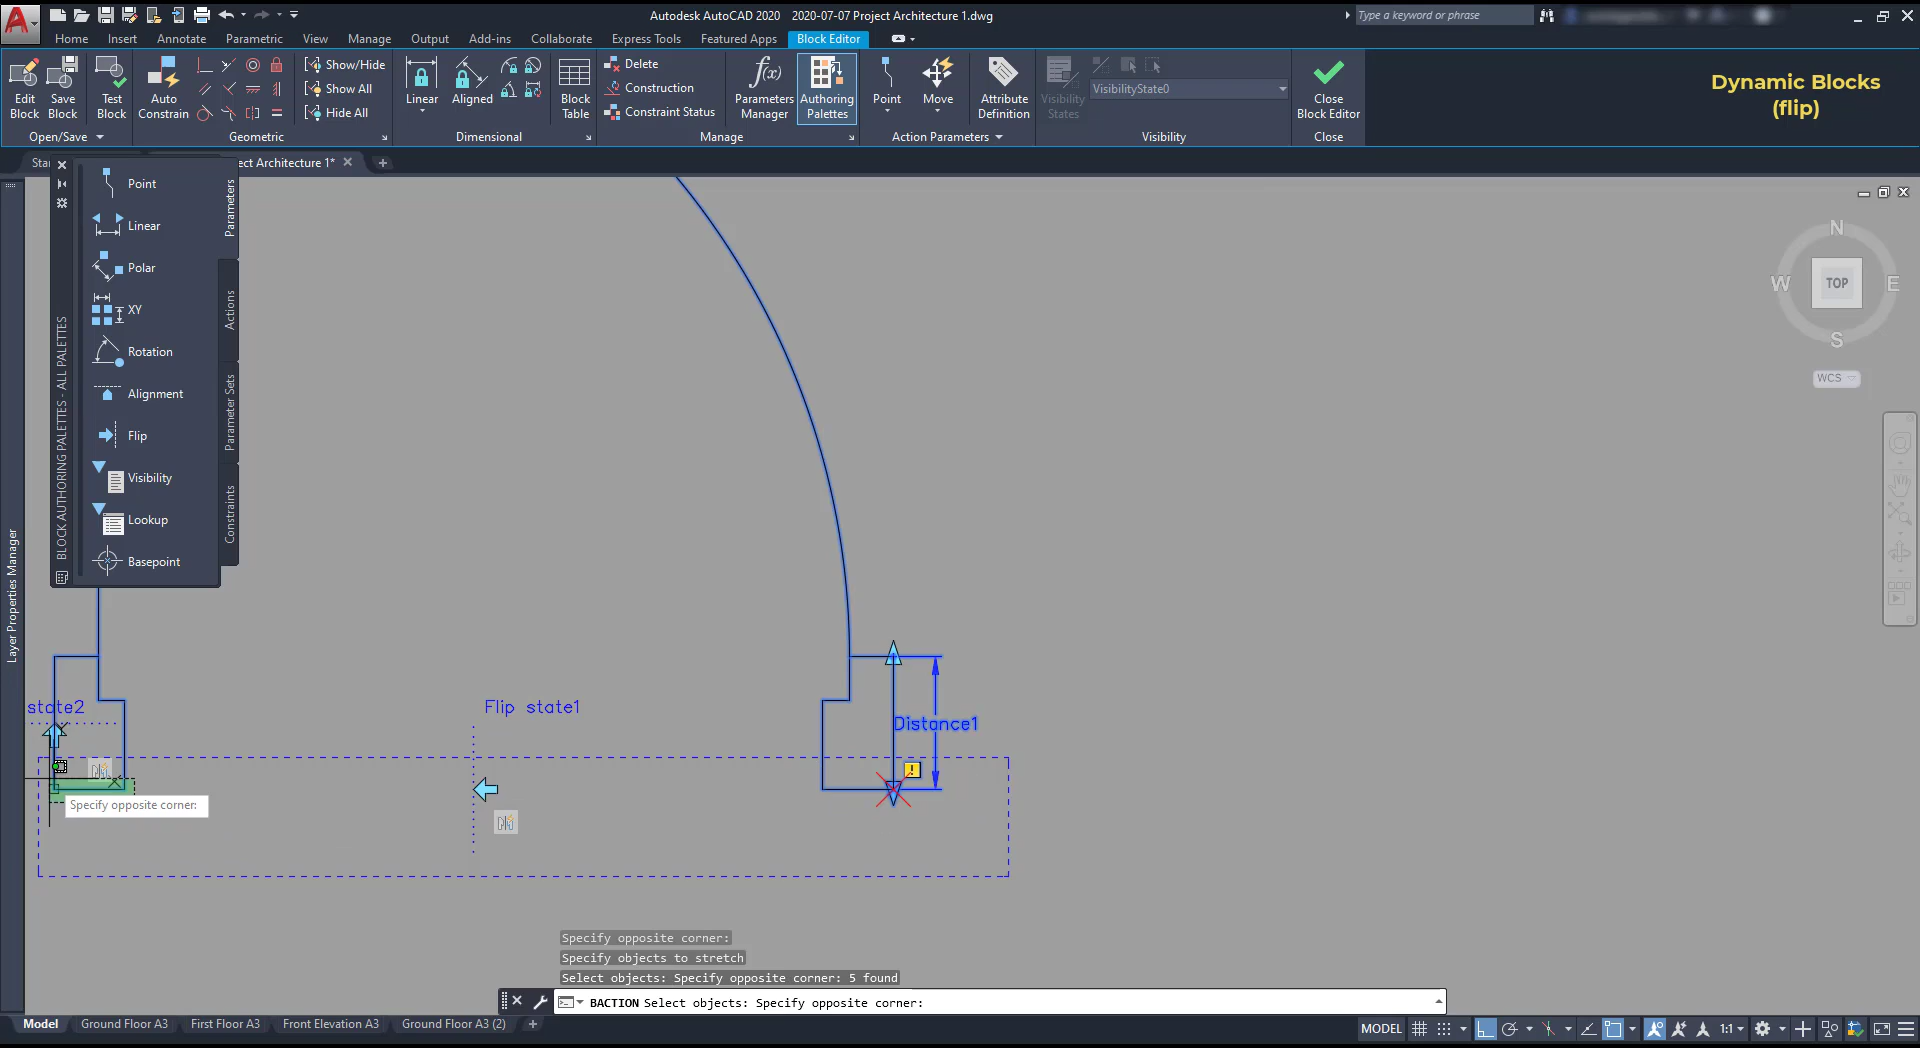 Autodesk AutoCAD 2020   2020-07-07 Project Architecture 1.dwg
Type a keyword or phrase
Home Insert Annotate Parametric View Manage Output Add-ins Collaborate Express Tools Featured Apps Block Editor
Edit Block
Save Block
Test Block
Open/Save
Auto Constrain
Show/Hide
Show All
Hide All
Geometric
Linear
Aligned
Dimensional
Block Table
Delete
Construction
Constraint Status
Parameters Manager
Authoring Palettes
Manage
Point
Move
Attribute Definition
Action Parameters
Visibility States
VisibilityState0
Visibility
Close Block Editor
Close
Dynamic Blocks
(flip)
Sta
ect Architecture 1*
Point
Linear
Polar
XY
Rotation
Alignment
Flip
Visibility
Lookup
Basepoint
Parameters
Actions
Parameter Sets
Constraints
BLOCK AUTHORING PALETTES - ALL PALETTES
Layer Properties Manager
N
W TOP E
S
WCS
state2
Flip state1
Distance1
Specify opposite corner:
Specify opposite corner:
Specify objects to stretch
Select objects: Specify opposite corner: 5 found
BACTION Select objects: Specify opposite corner:
Model Ground Floor A3 First Floor A3 Front Elevation A3 Ground Floor A3 (2)
MODEL 1:1